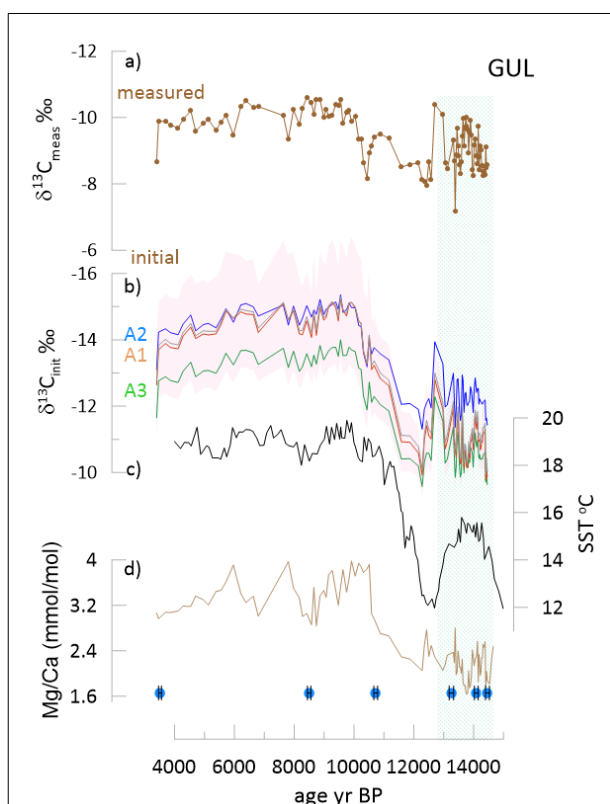 -12
a)
GUL
measured
-10
δ¹³Cmeas ‰
-8
-6
initial
-16
b)
A2
-14
A1
δ¹³Cinit ‰
A3
-12
20
-10
c)
18
16
SST °C
14
4
d)
12
3.2
Mg/Ca (mmol/mol)
2.4
1.6
4000 6000 8000 10000 12000 14000
age yr BP